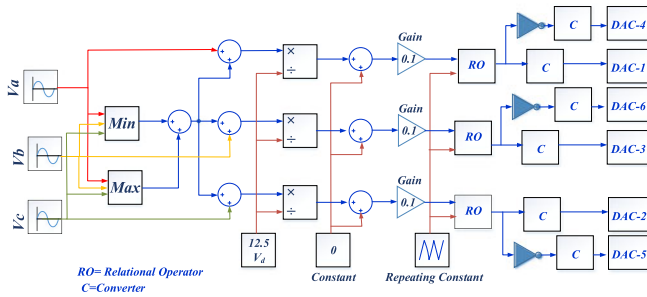 Va
Vb
Vc
Min
Max
+
+
+
+
+
+
+
+
×
÷
×
÷
×
÷
12.5
Vd
+
+
+
+
+
+
0
Constant
Gain
0.1
Gain
0.1
Gain
0.1
Repeating Constant
RO
RO
RO
C
DAC-4
C
DAC-1
C
DAC-6
C
DAC-3
C
DAC-2
C
DAC-5
RO= Relational Operator
C=Converter